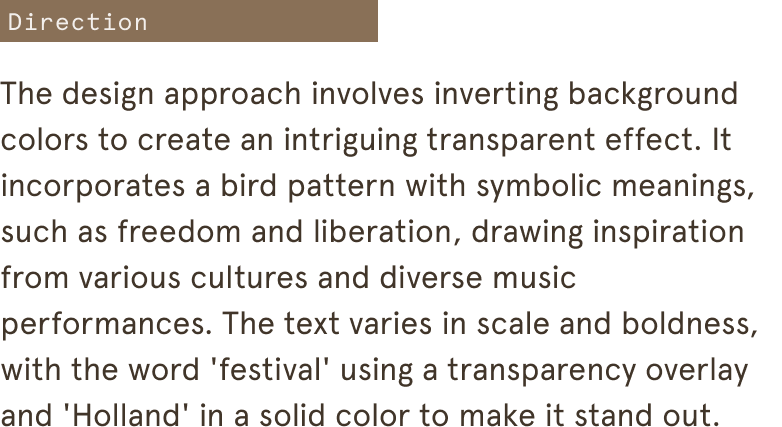 Direction
The design approach involves inverting background
colors to create an intriguing transparent effect. It
incorporates a bird pattern with symbolic meanings,
such as freedom and liberation, drawing inspiration
from various cultures and diverse music
performances. The text varies in scale and boldness,
with the word 'festival' using a transparency overlay
and 'Holland' in a solid color to make it stand out.